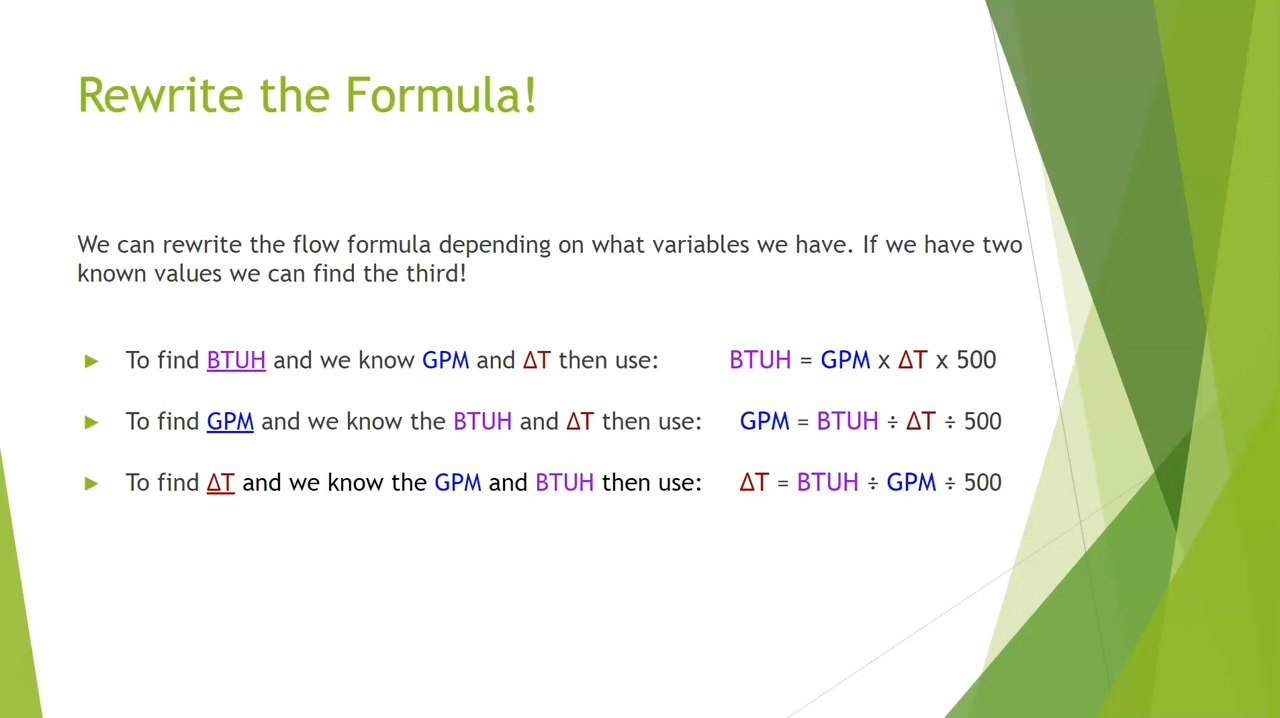 Rewrite the Formula!
We can rewrite the flow formula depending on what variables we have. If we have two
known values we can find the third!
To find BTUH and we know GPM and ΔT then use: BTUH = GPM x ΔT x 500
To find GPM and we know the BTUH and ΔT then use: GPM = BTUH ÷ ΔT ÷ 500
To find ΔT and we know the GPM and BTUH then use: ΔT = BTUH ÷ GPM ÷ 500